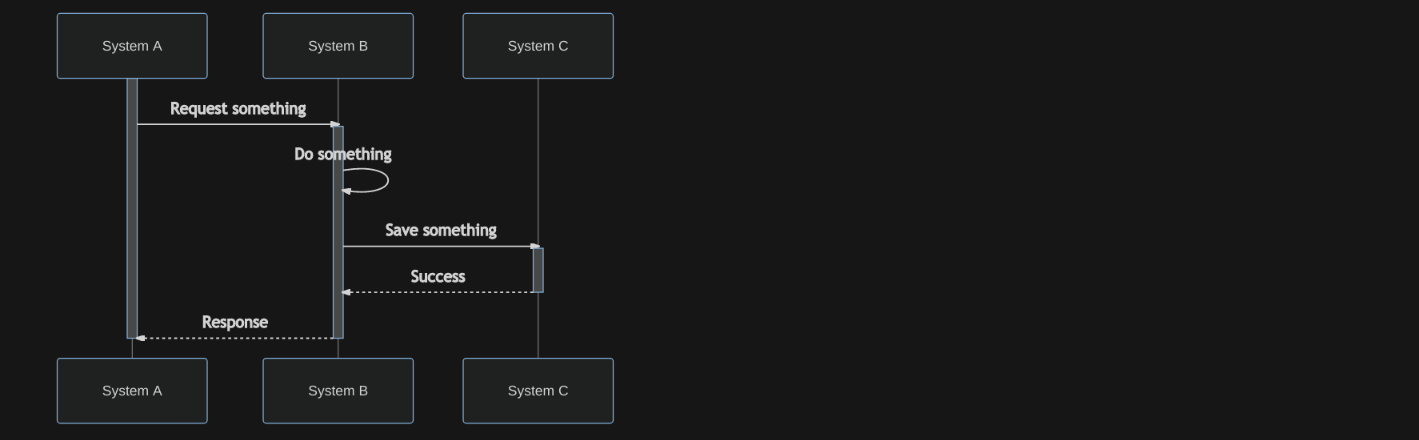 System A
System B
System C
Request something
Do something
Save something
Success
Response
System A
System B
System C